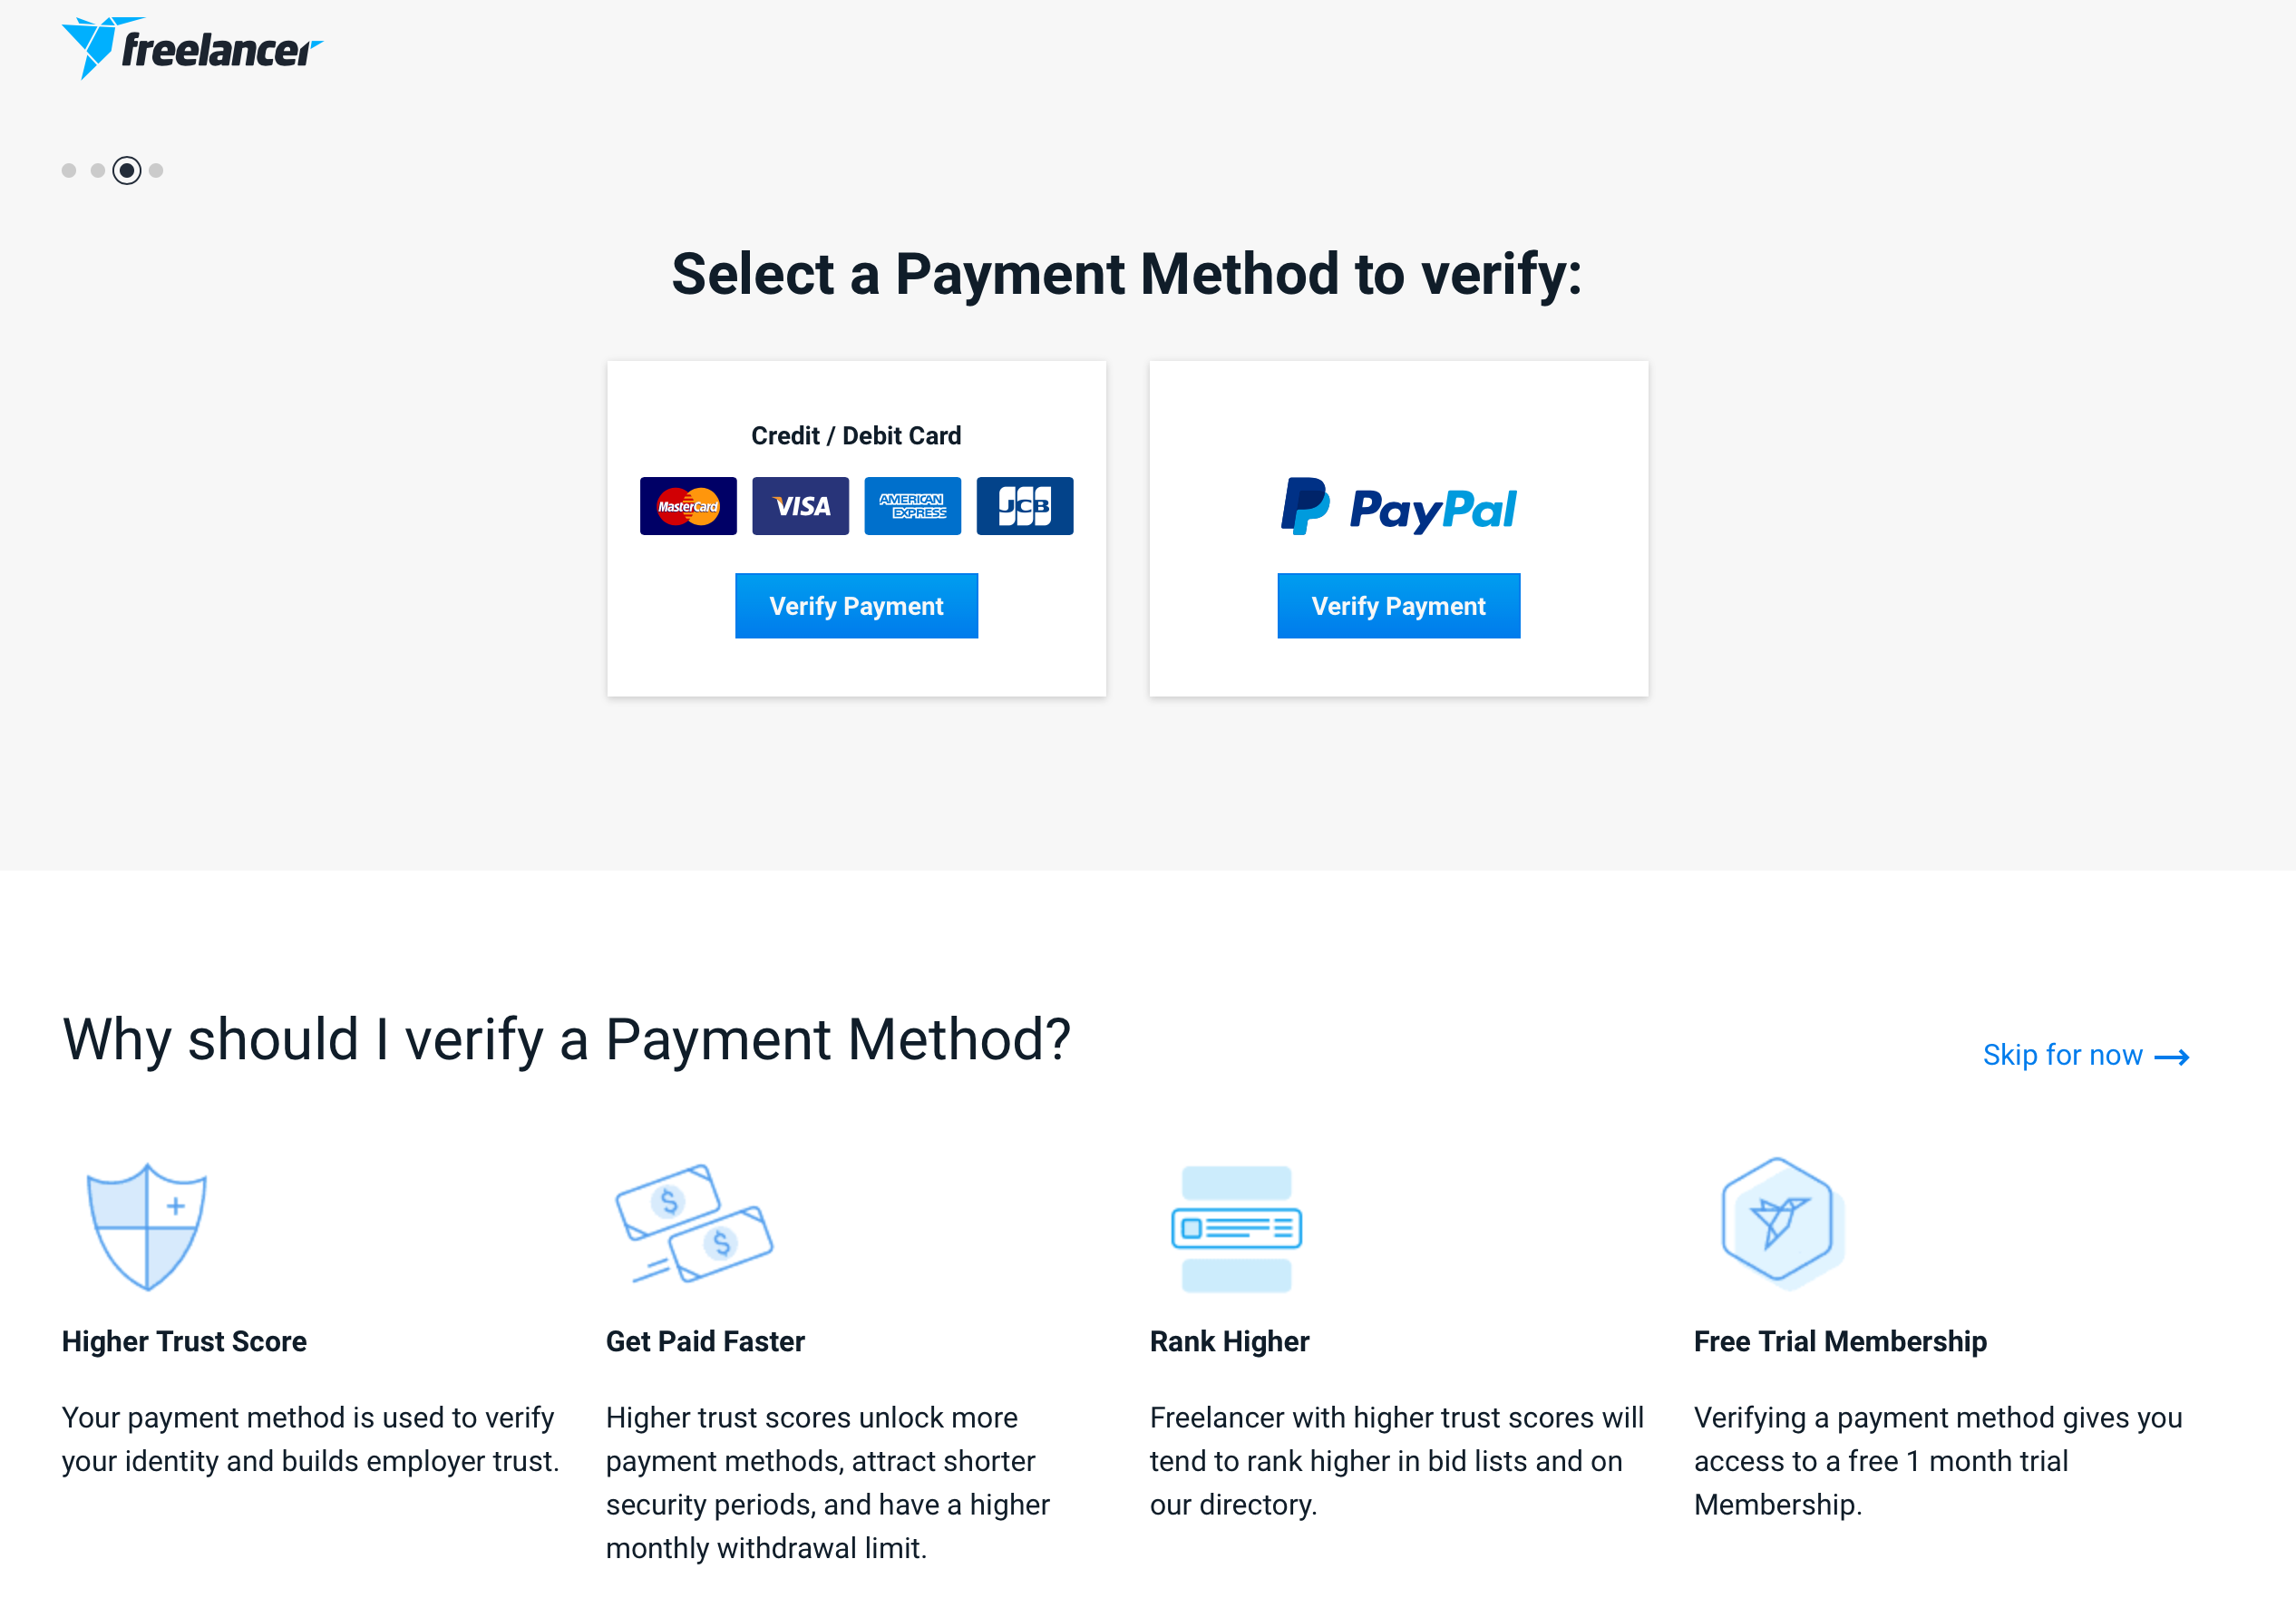 freelancer
Select a Payment Method to verify:
Credit / Debit Card
MasterCard VISA AMERICAN EXPRESS JCB
PayPal
Verify Payment
Verify Payment
Why should I verify a Payment Method?
Skip for now
$
$
Higher Trust Score
Your payment method is used to verify
your identity and builds employer trust.
Get Paid Faster
Higher trust scores unlock more
payment methods, attract shorter
security periods, and have a higher
monthly withdrawal limit.
Rank Higher
Freelancer with higher trust scores will
tend to rank higher in bid lists and on
our directory.
Free Trial Membership
Verifying a payment method gives you
access to a free 1 month trial
Membership.